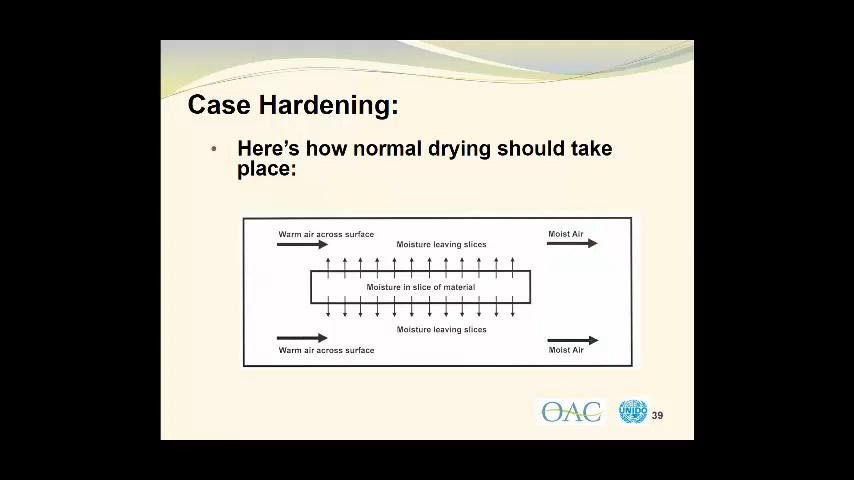 Case Hardening:
• Here's how normal drying should take
place:
Warm air across surface
Moisture leaving slices
Moist Air
Moisture in slice of material
Moisture leaving slices
Warm air across surface
Moist Air
OAC
UNIDO
39